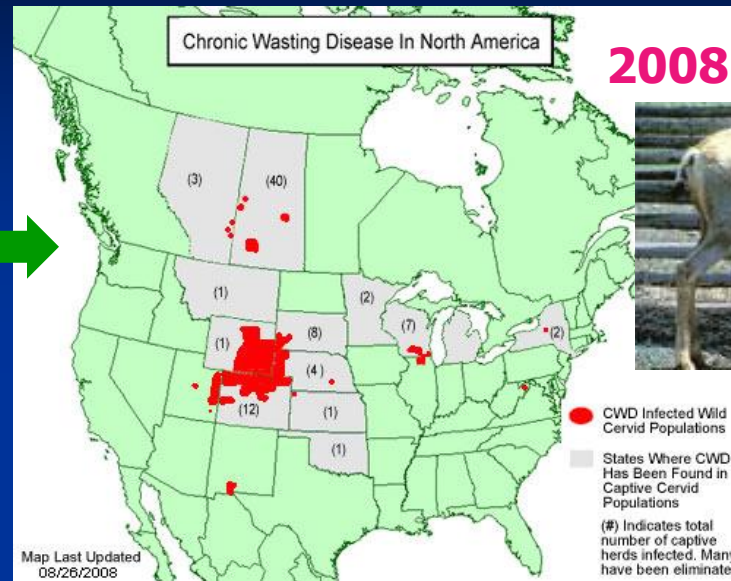 Chronic Wasting Disease In North America
2008
(3)
(40)
(1)
(2)
(7)
(8)
(1)
(2)
(4)
(12)
(1)
(1)
CWD Infected Wild
Cervid Populations
States Where CWD
Has Been Found in
Captive Cervid
Populations
(#) Indicates total
number of captive
herds infected. Many
have been eliminate
Map Last Updated
08/26/2008